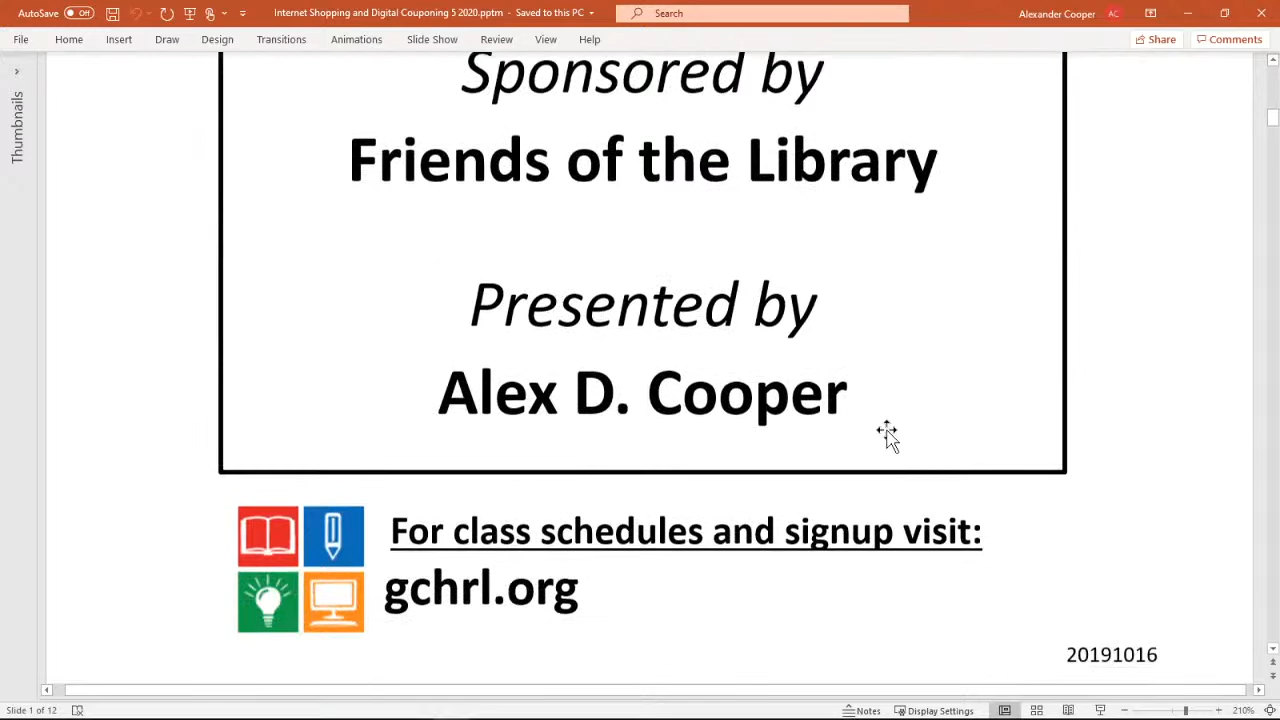 AutoSave Off Internet Shopping and Digital Couponing 5 2020.pptm - Saved to this PC Search Alexander Cooper AC
File Home Insert Draw Design Transitions Animations Slide Show Review View Help Share Comments
Thumbnails
Sponsored by
Friends of the Library
Presented by
Alex D. Cooper
For class schedules and signup visit:
gchrl.org
20191016
Slide 1 of 12 Notes Display Settings 210%